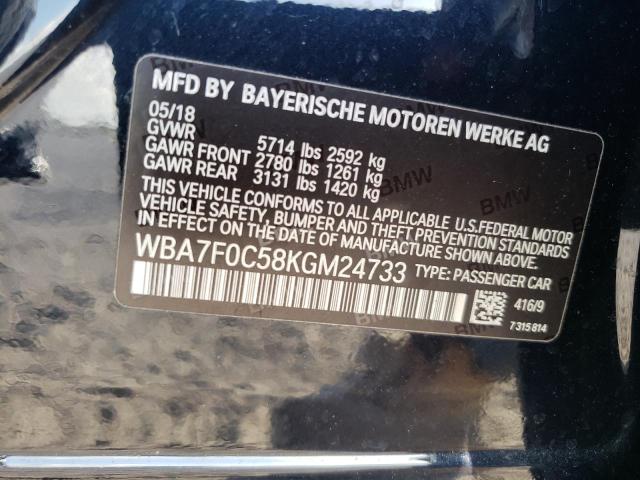 MFD BY BAYERISCHE MOTOREN WERKE AG
05/18
GVWR 5714 lbs 2592 kg
GAWR FRONT 2780 lbs 1261 kg
GAWR REAR 3131 lbs 1420 kg
THIS VEHICLE CONFORMS TO ALL APPLICABLE U.S.FEDERAL MOTOR
VEHICLE SAFETY, BUMPER AND THEFT PREVENTION STANDARDS
IN EFFECT ON THE DATE OF MANUFACTURE SHOWN ABOVE.
WBA7F0C58KGM24733 TYPE: PASSENGER CAR
416/9
7315814